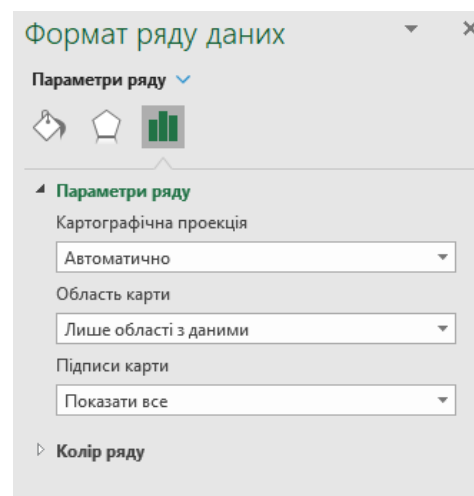 Формат ряду даних
Параметри ряду
Параметри ряду
Картографічна проекція
Автоматично
Область карти
Лише області з даними
Підписи карти
Показати все
Колір ряду